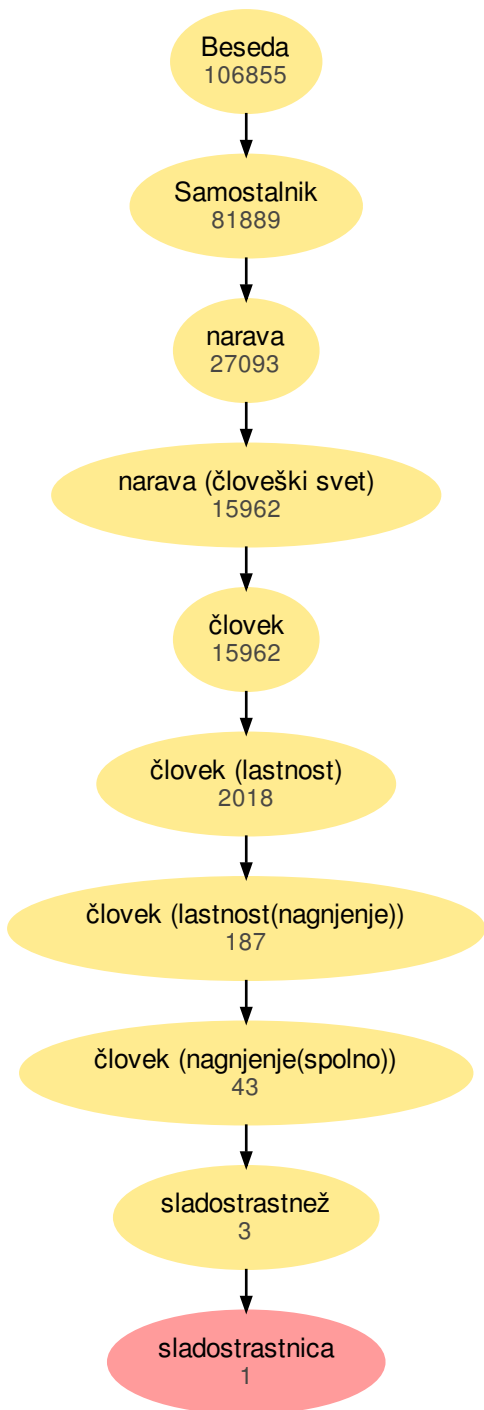 Beseda
106855
Samostalnik
81889
narava
27093
narava (človeški svet)
15962
človek
15962
človek (lastnost)
2018
človek (lastnost(nagnjenje))
187
človek (nagnjenje(spolno))
43
sladostrastnež
3
sladostrastnica
1